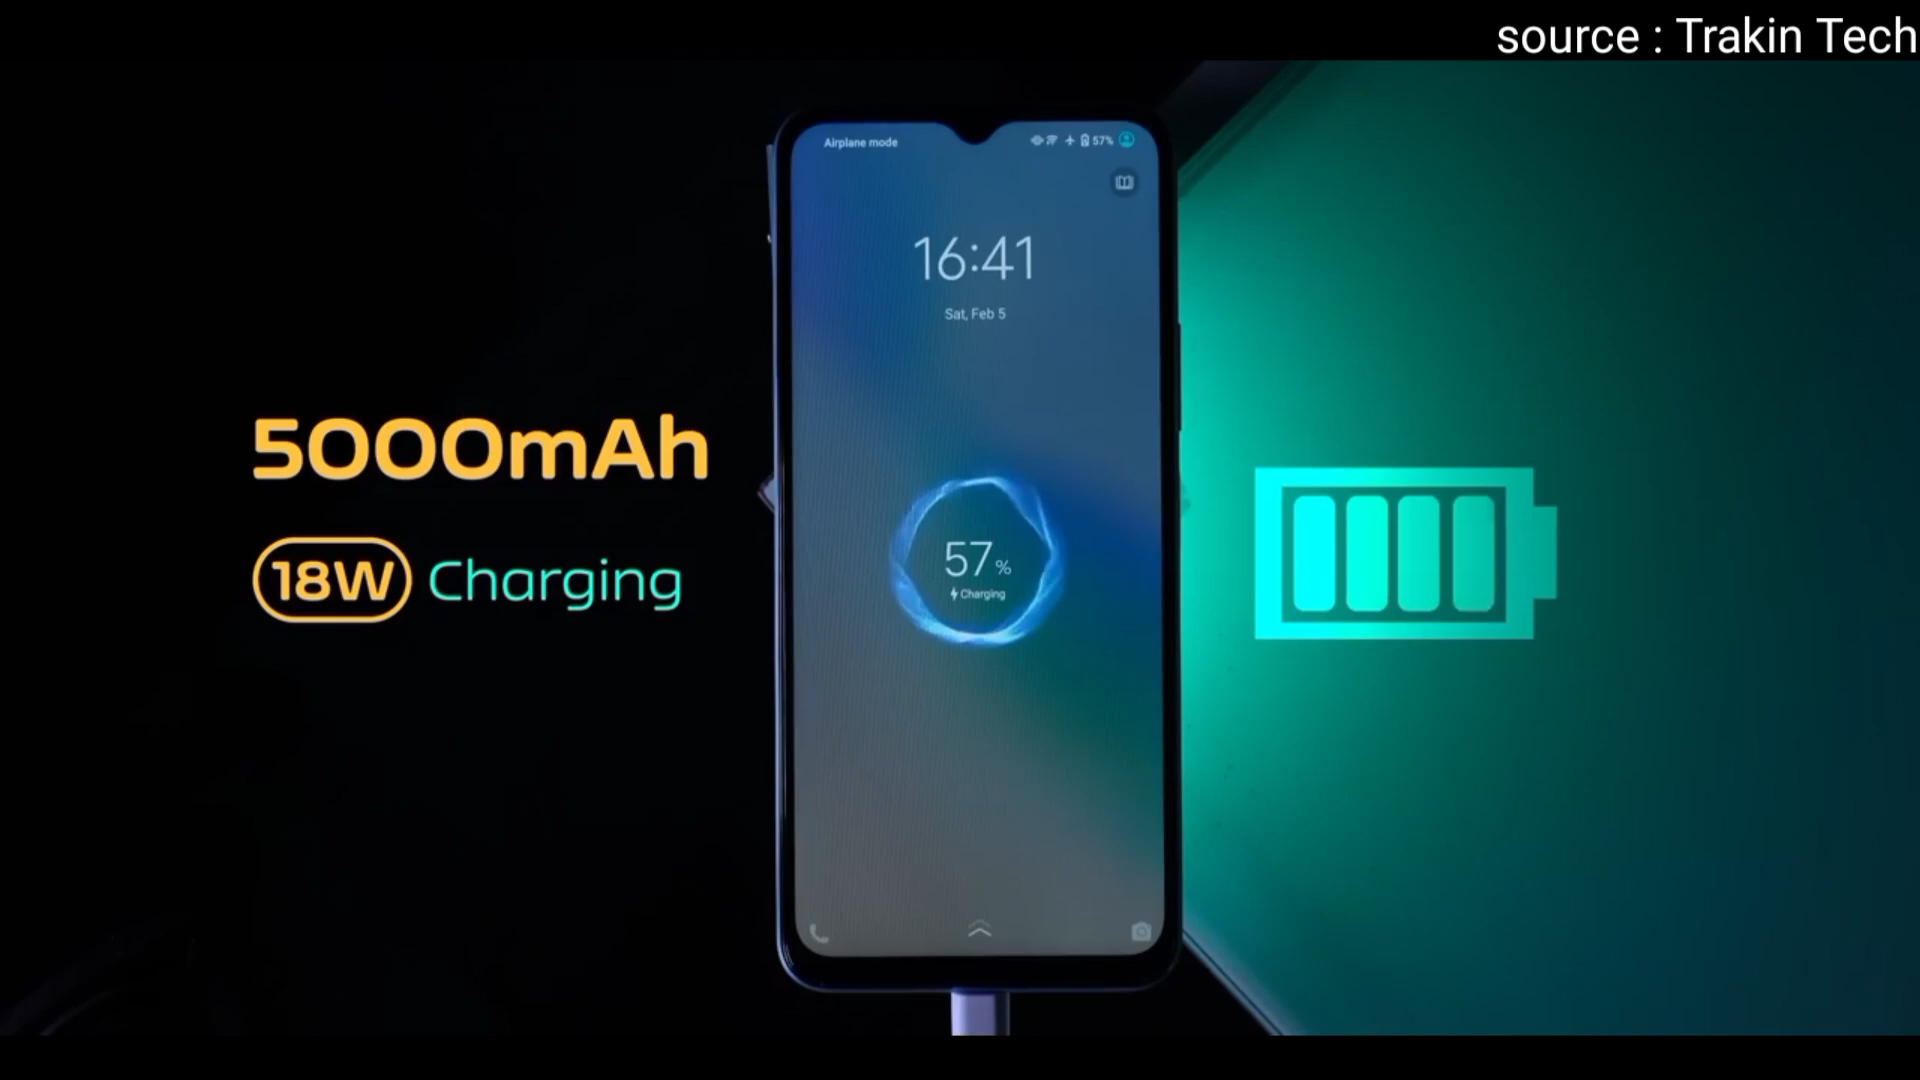 source : Trakin Tech
Airplane mode
57%
16:41
Sat, Feb 5
5000mAh
18W Charging
57%
Charging